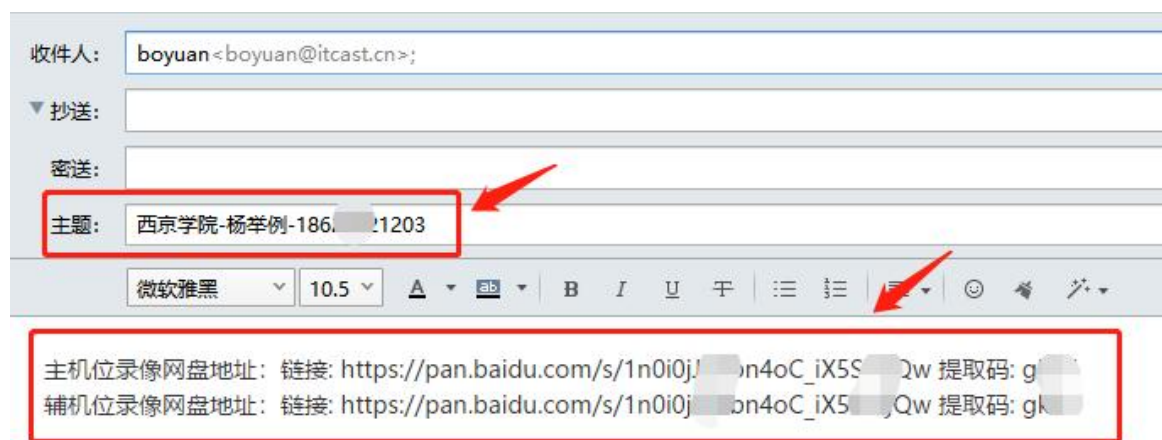 收件人： boyuan<boyuan@itcast.cn>;
抄送：
密送：
主题： 西京学院-杨举例-186 21203
微软雅黑 10.5 A ab B I U
主机位录像网盘地址：链接: https://pan.baidu.com/s/1n0i0j on4oC_iX5S Qw 提取码: g
辅机位录像网盘地址：链接: https://pan.baidu.com/s/1n0i0j on4oC_iX5 Qw 提取码: gk